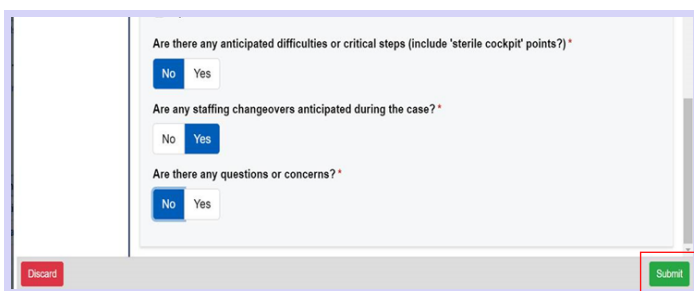 Are there any anticipated difficulties or critical steps (include 'sterile cockpit' points?) *
No Yes
Are any staffing changeovers anticipated during the case? *
No Yes
Are there any questions or concerns? *
No Yes
Discard Submit